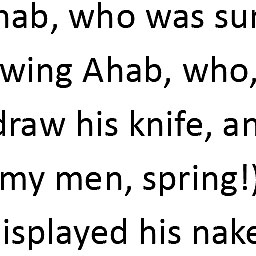 hab, who was sur
wing Ahab, who,
draw his knife, an
my men, spring!)
isplayed his nake